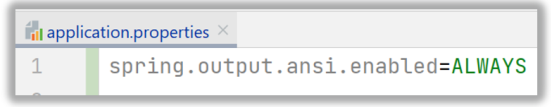 application.properties
1 spring.output.ansi.enabled=ALWAYS